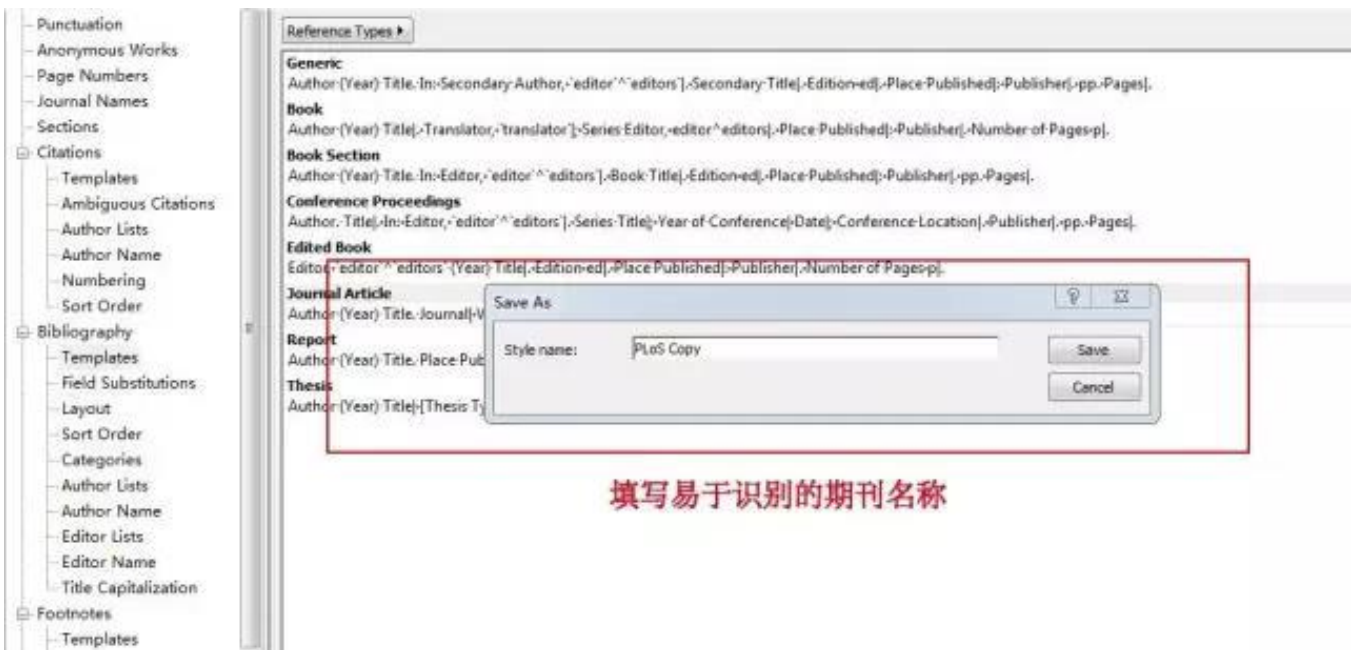 Punctuation
Anonymous Works
Page Numbers
Journal Names
Sections
Citations
Templates
Ambiguous Citations
Author Lists
Author Name
Numbering
Sort Order
Bibliography
Templates
Field Substitutions
Layout
Sort Order
Categories
Author Lists
Author Name
Editor Lists
Editor Name
Title Capitalization
Footnotes
Templates
Reference Types
Generic
Author·(Year)·Title.·In:·Secondary·Author,·`editor`^`editors`|.·Secondary·Title|.·Edition·ed|.·Place·Published|:·Publisher|.·pp.·Pages|.
Book
Author·(Year)·Title|.·Translator,·`translator`|;·Series·Editor,·editor^editors|.·Place·Published|:·Publisher|.·Number·of·Pages·p|.
Book Section
Author·(Year)·Title.·In:·Editor,·`editor`^`editors`|.·Book·Title|.·Edition·ed|.·Place·Published|:·Publisher|.·pp.·Pages|.
Conference Proceedings
Author.·Title|.·In:·Editor,·`editor`^`editors`|.·Series·Title|;·Year·of·Conference|·Date|;·Conference·Location|.·Publisher|.·pp.·Pages|.
Edited Book
Editor,·`editor`^`editors`·(Year)·Title|.·Edition·ed|.·Place·Published|:·Publisher|.·Number·of·Pages·p|.
Journal Article
Author·(Year)·Title.·Journal|·V
Report
Author·(Year)·Title.·Place·Pub
Thesis
Author·(Year)·Title|·[Thesis·Ty
Save As
Style name:
PLoS Copy
Save
Cancel
填写易于识别的期刊名称